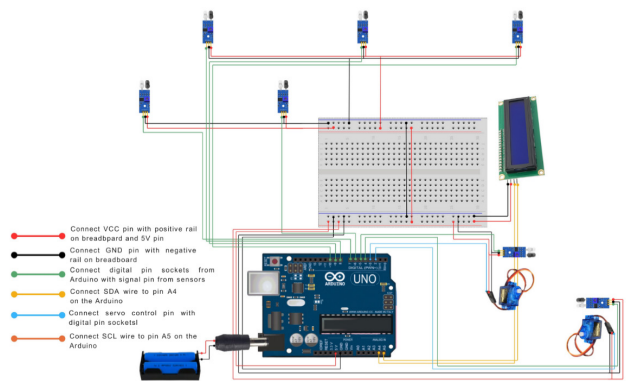 Connect VCC pin with positive rail
on breadbpard and 5V pin
Connect GND pin with negative
rail on breadboard
Connect digital pin sockets from
Arduino with signal pin from sensors
Connect SDA wire to pin A4
on the Arduino
Connect servo control pin with
digital pin socketsl
Connect SCL wire to pin A5 on the
Arduino
UNO
ARDUINO